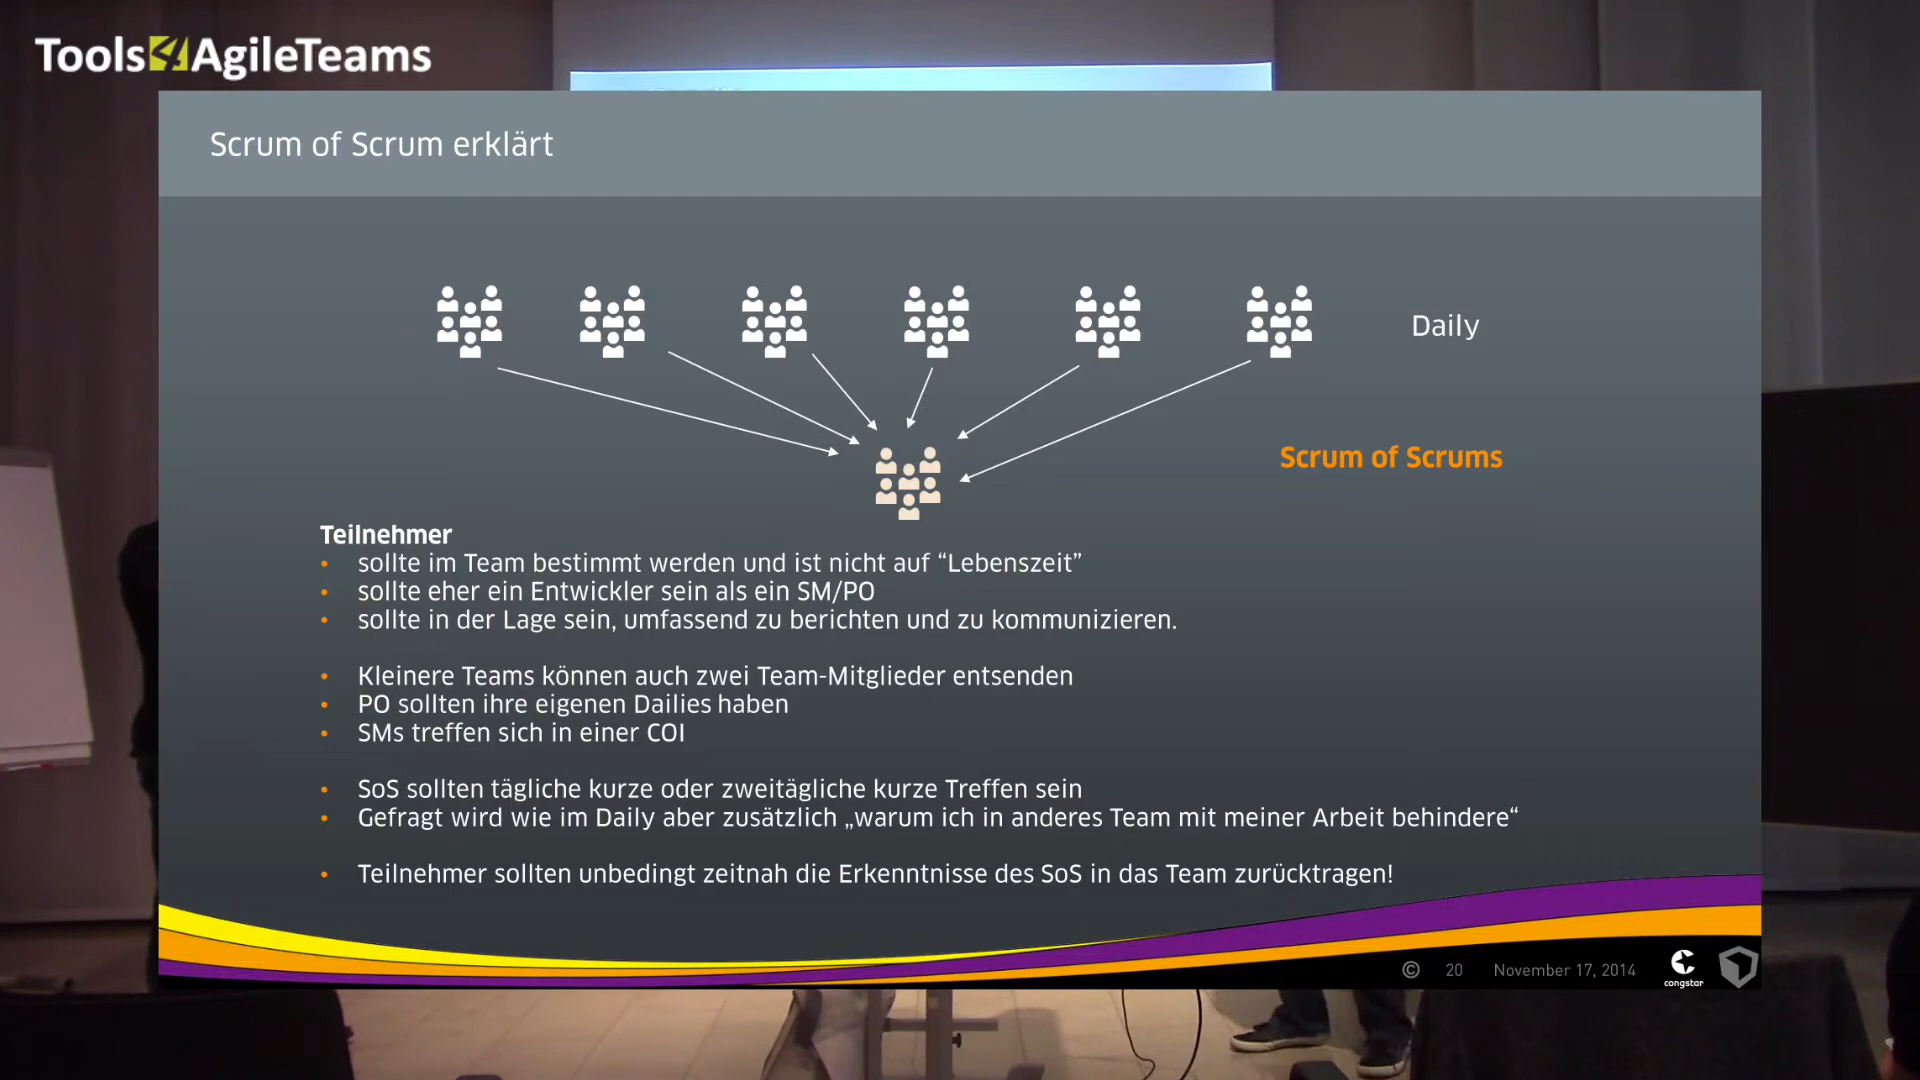 Tools4AgileTeams
Scrum of Scrum erklärt
Daily
Scrum of Scrums
Teilnehmer
• sollte im Team bestimmt werden und ist nicht auf “Lebenszeit”
• sollte eher ein Entwickler sein als ein SM/PO
• sollte in der Lage sein, umfassend zu berichten und zu kommunizieren.
• Kleinere Teams können auch zwei Team-Mitglieder entsenden
• PO sollten ihre eigenen Dailies haben
• SMs treffen sich in einer COI
• SoS sollten tägliche kurze oder zweitägliche kurze Treffen sein
• Gefragt wird wie im Daily aber zusätzlich „warum ich in anderes Team mit meiner Arbeit behindere“
• Teilnehmer sollten unbedingt zeitnah die Erkenntnisse des SoS in das Team zurücktragen!
© 20 November 17, 2014
congstar